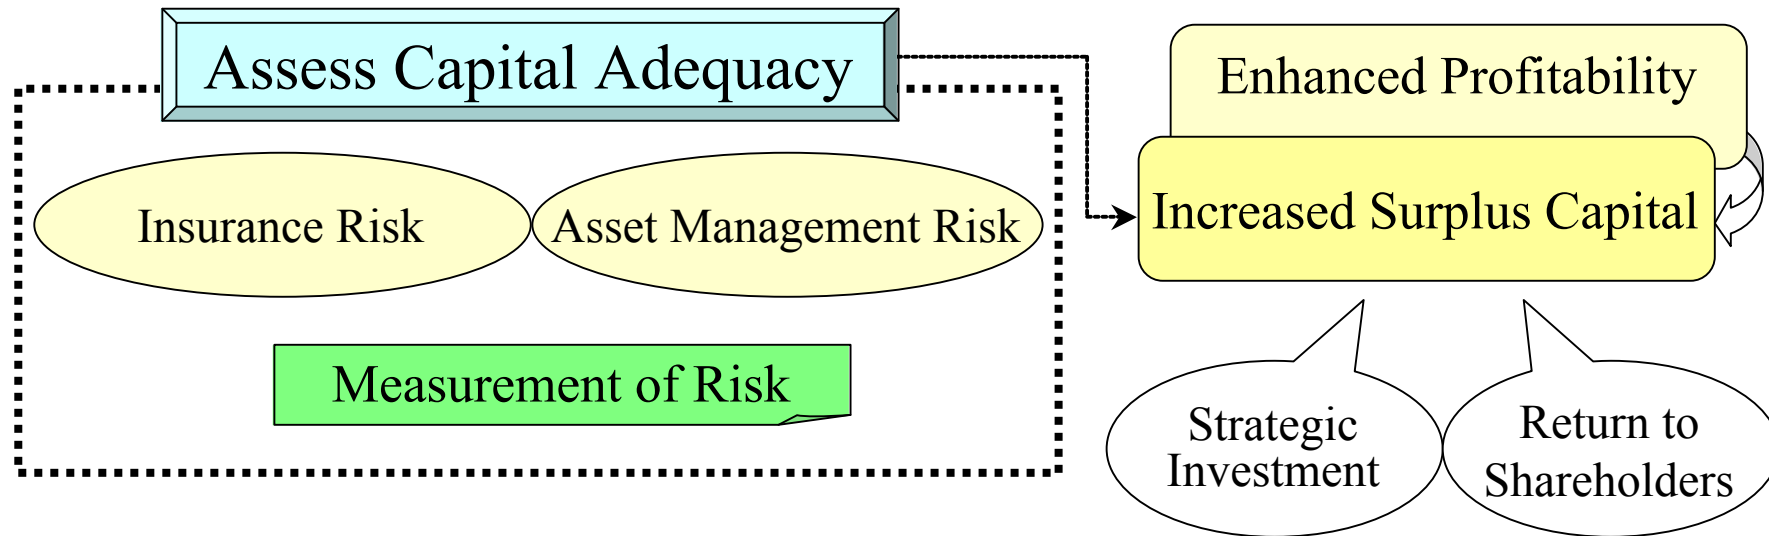 Assess Capital Adequacy
Insurance Risk
Asset Management Risk
Measurement of Risk
Enhanced Profitability
Increased Surplus Capital
Strategic
Investment
Return to
Shareholders